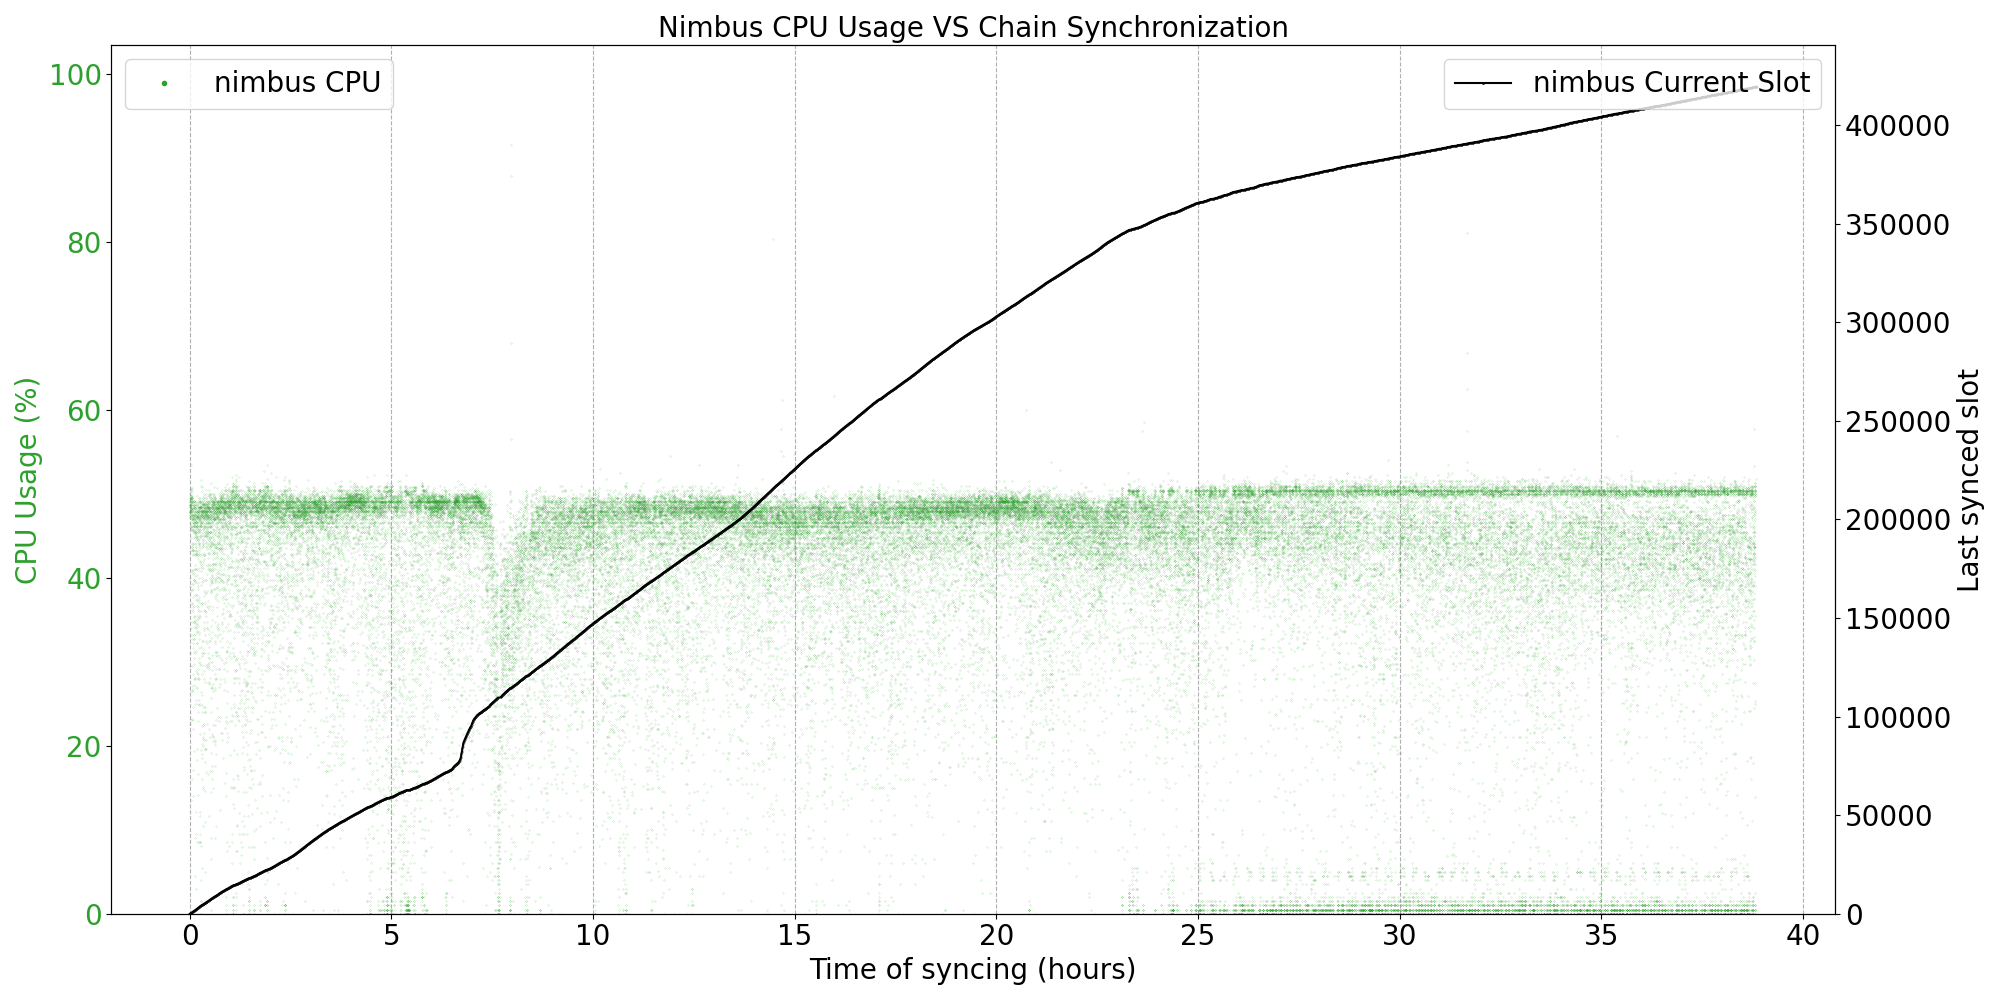 Nimbus CPU Usage VS Chain Synchronization
nimbus CPU
nimbus Current Slot
CPU Usage (%)
100
80
60
40
20
0
Last synced slot
400000
350000
300000
250000
200000
150000
100000
50000
0
0 5 10 15 20 25 30 35 40
Time of syncing (hours)